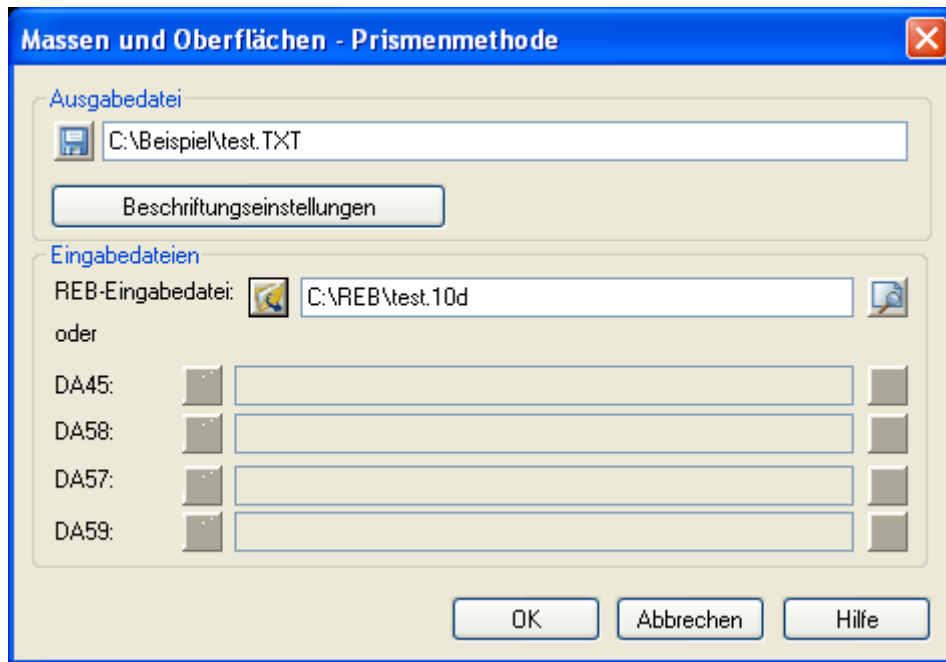 Massen und Oberflächen - Prismenmethode
Ausgabedatei
C:\Beispiel\test.TXT
Beschriftungseinstellungen
Eingabedateien
REB-Eingabedatei: C:\REB\test.10d
oder
DA45:
DA58:
DA57:
DA59:
OK Abbrechen Hilfe